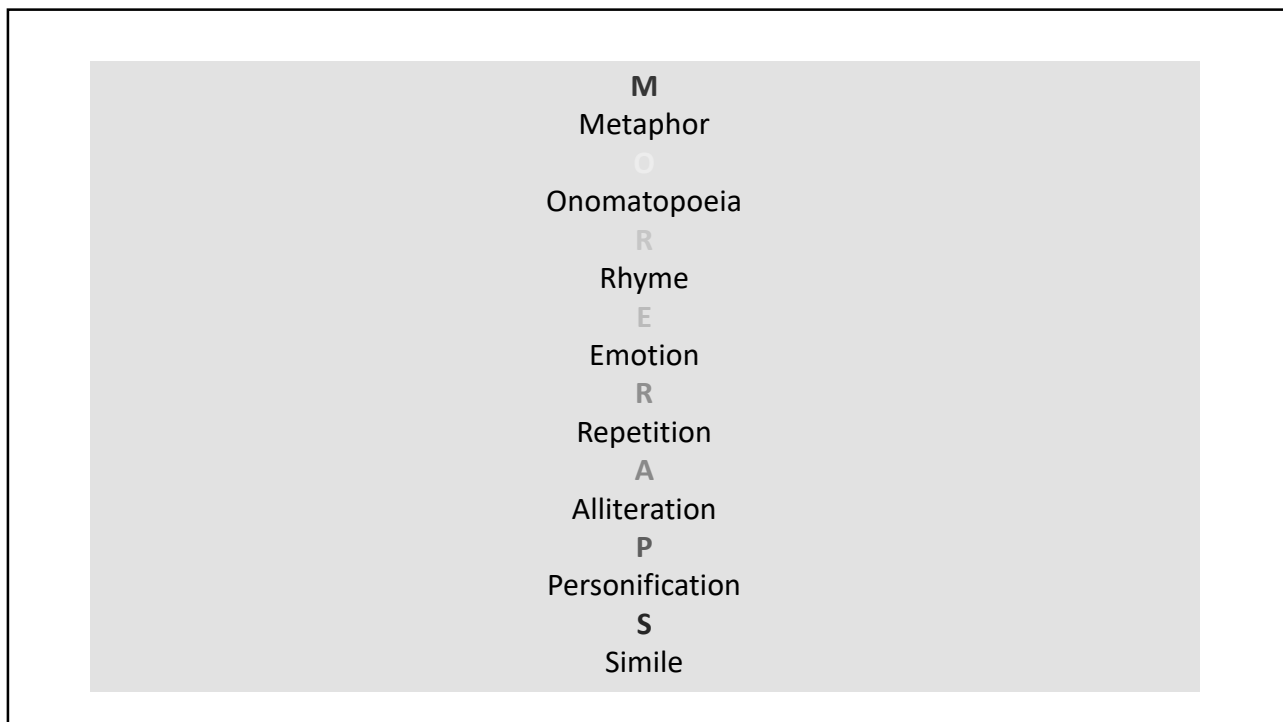 M
Metaphor
O
Onomatopoeia
R
Rhyme
E
Emotion
R
Repetition
A
Alliteration
P
Personification
S
Simile